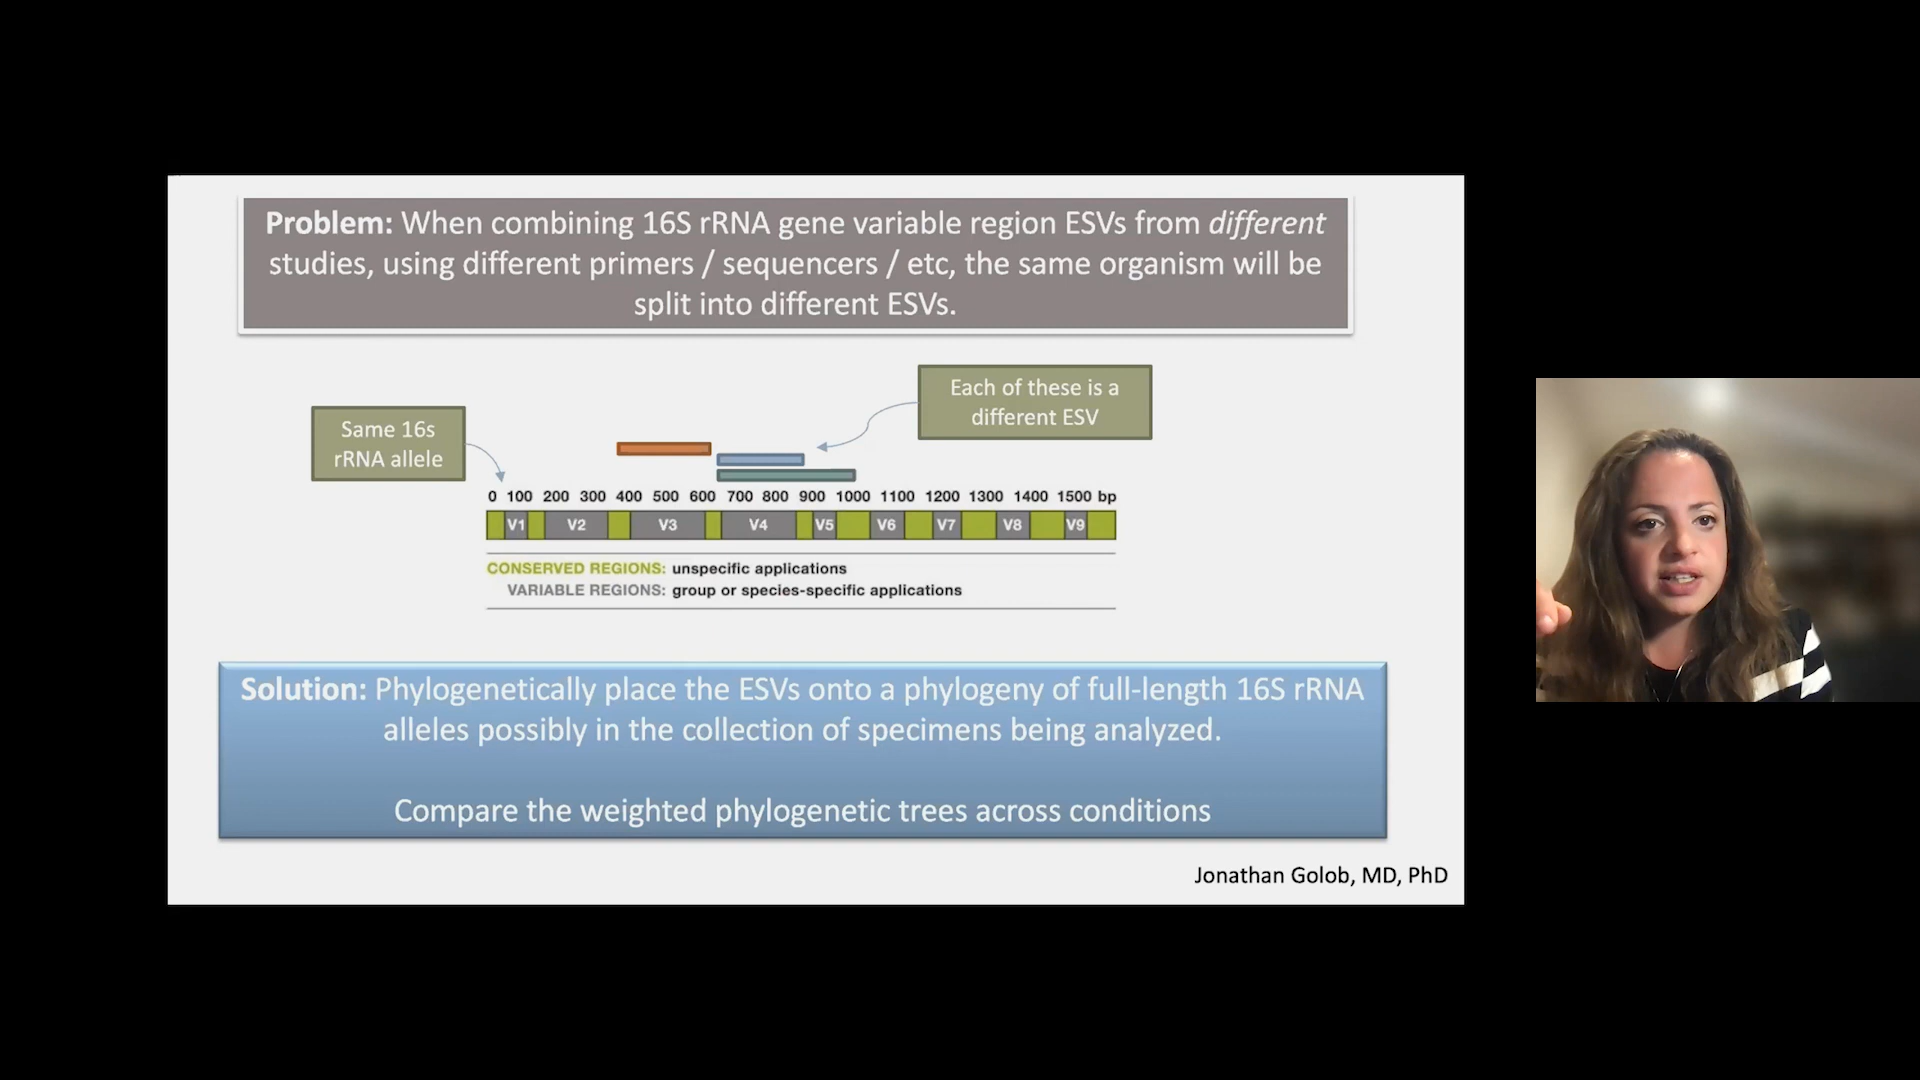 Problem: When combining 16S rRNA gene variable region ESVs from different
studies, using different primers / sequencers / etc, the same organism will be
split into different ESVs.
Each of these is a
different ESV
Same 16s
rRNA allele
0 100 200 300 400 500 600 700 800 900 1000 1100 1200 1300 1400 1500 bp
V1 V2 V3 V4 V5 V6 V7 V8 V9
CONSERVED REGIONS: unspecific applications
VARIABLE REGIONS: group or species-specific applications
Solution: Phylogenetically place the ESVs onto a phylogeny of full-length 16S rRNA
alleles possibly in the collection of specimens being analyzed.
Compare the weighted phylogenetic trees across conditions
Jonathan Golob, MD, PhD